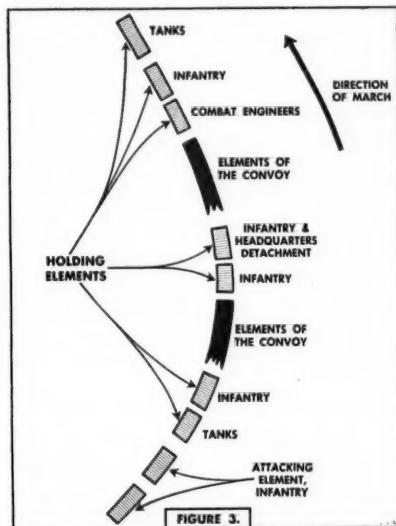 TANKS
INFANTRY
COMBAT ENGINEERS
DIRECTION
OF MARCH
ELEMENTS OF
THE CONVOY
INFANTRY &
HEADQUARTERS
DETACHMENT
HOLDING
ELEMENTS
INFANTRY
ELEMENTS OF
THE CONVOY
INFANTRY
TANKS
ATTACKING
ELEMENT,
INFANTRY
FIGURE 3.